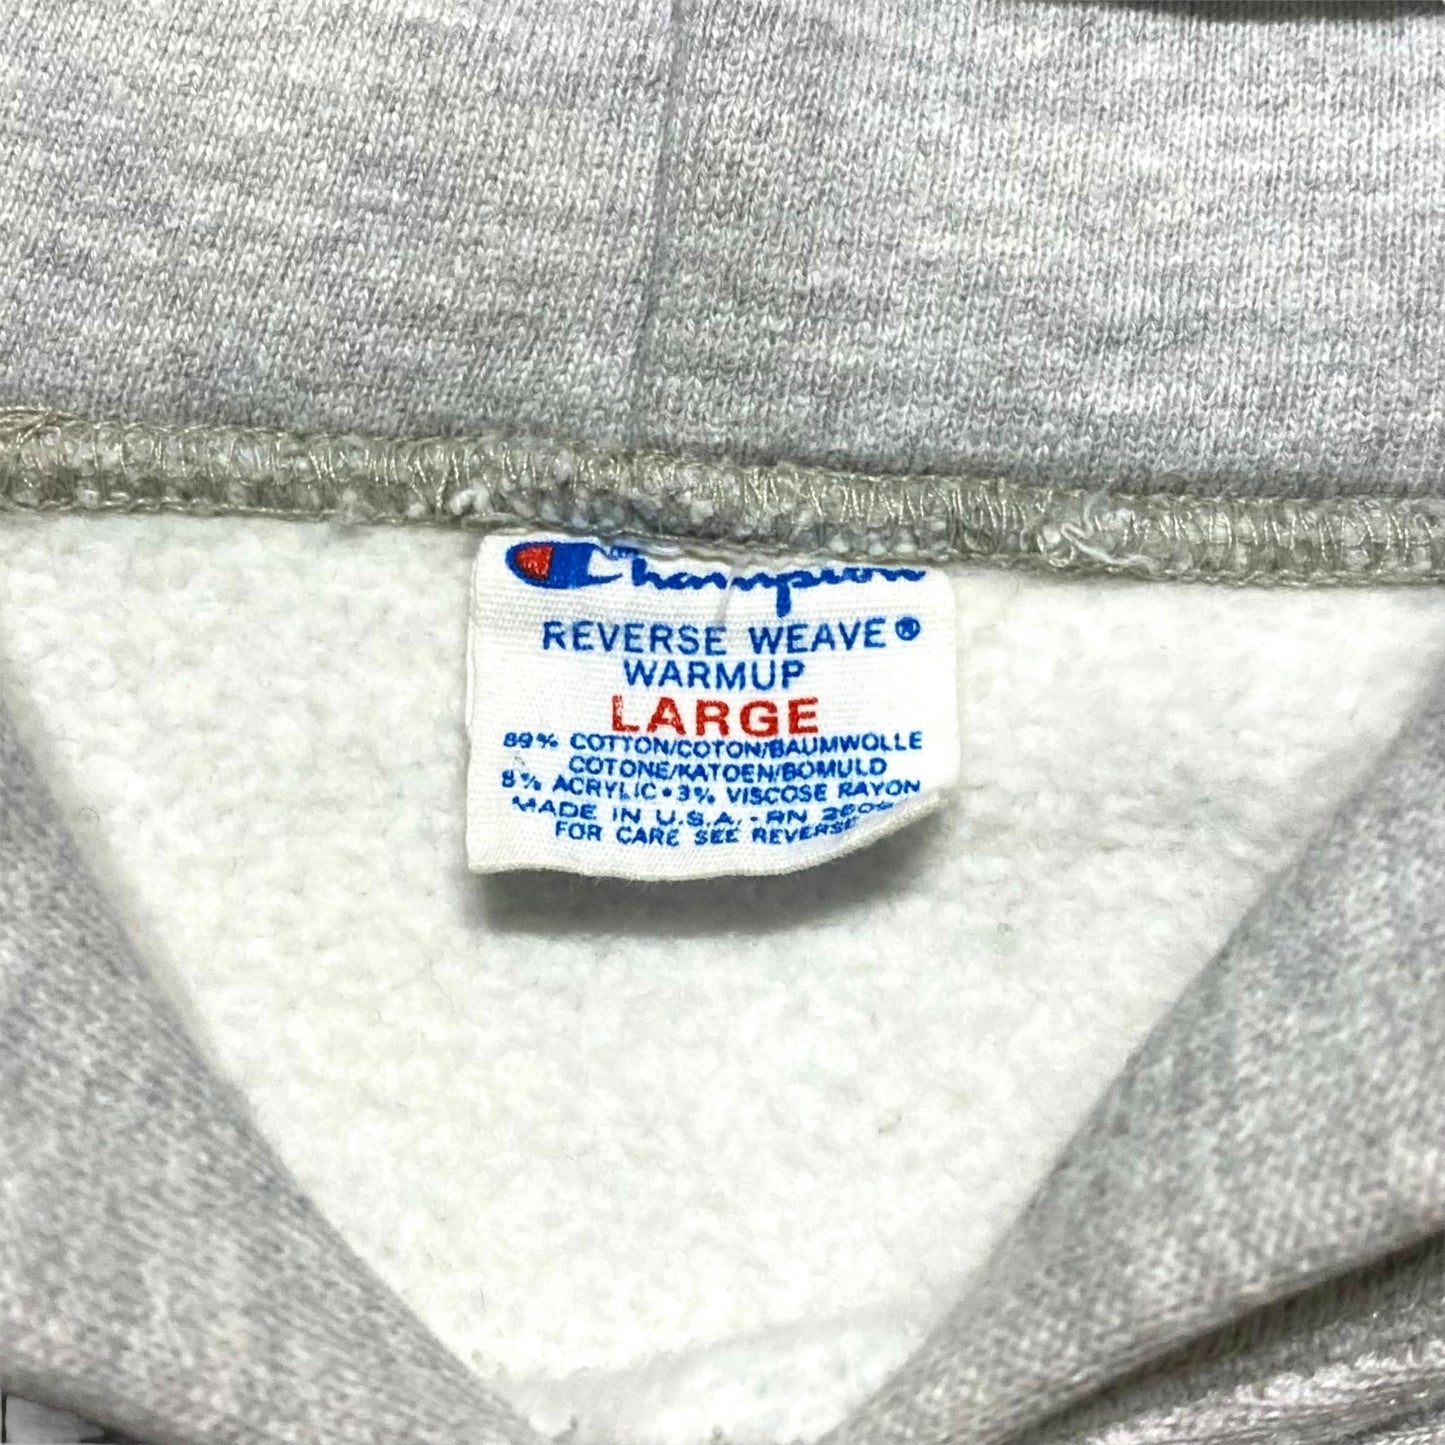 Champion
REVERSE WEAVE®
WARMUP
LARGE
89% COTTON/COTON/BAUMWOLLE
COTONE/KATOEN/BOMULD
8% ACRYLIC • 3% VISCOSE RAYON
MADE IN U.S.A. - RN
FOR CARE SEE REVERSE